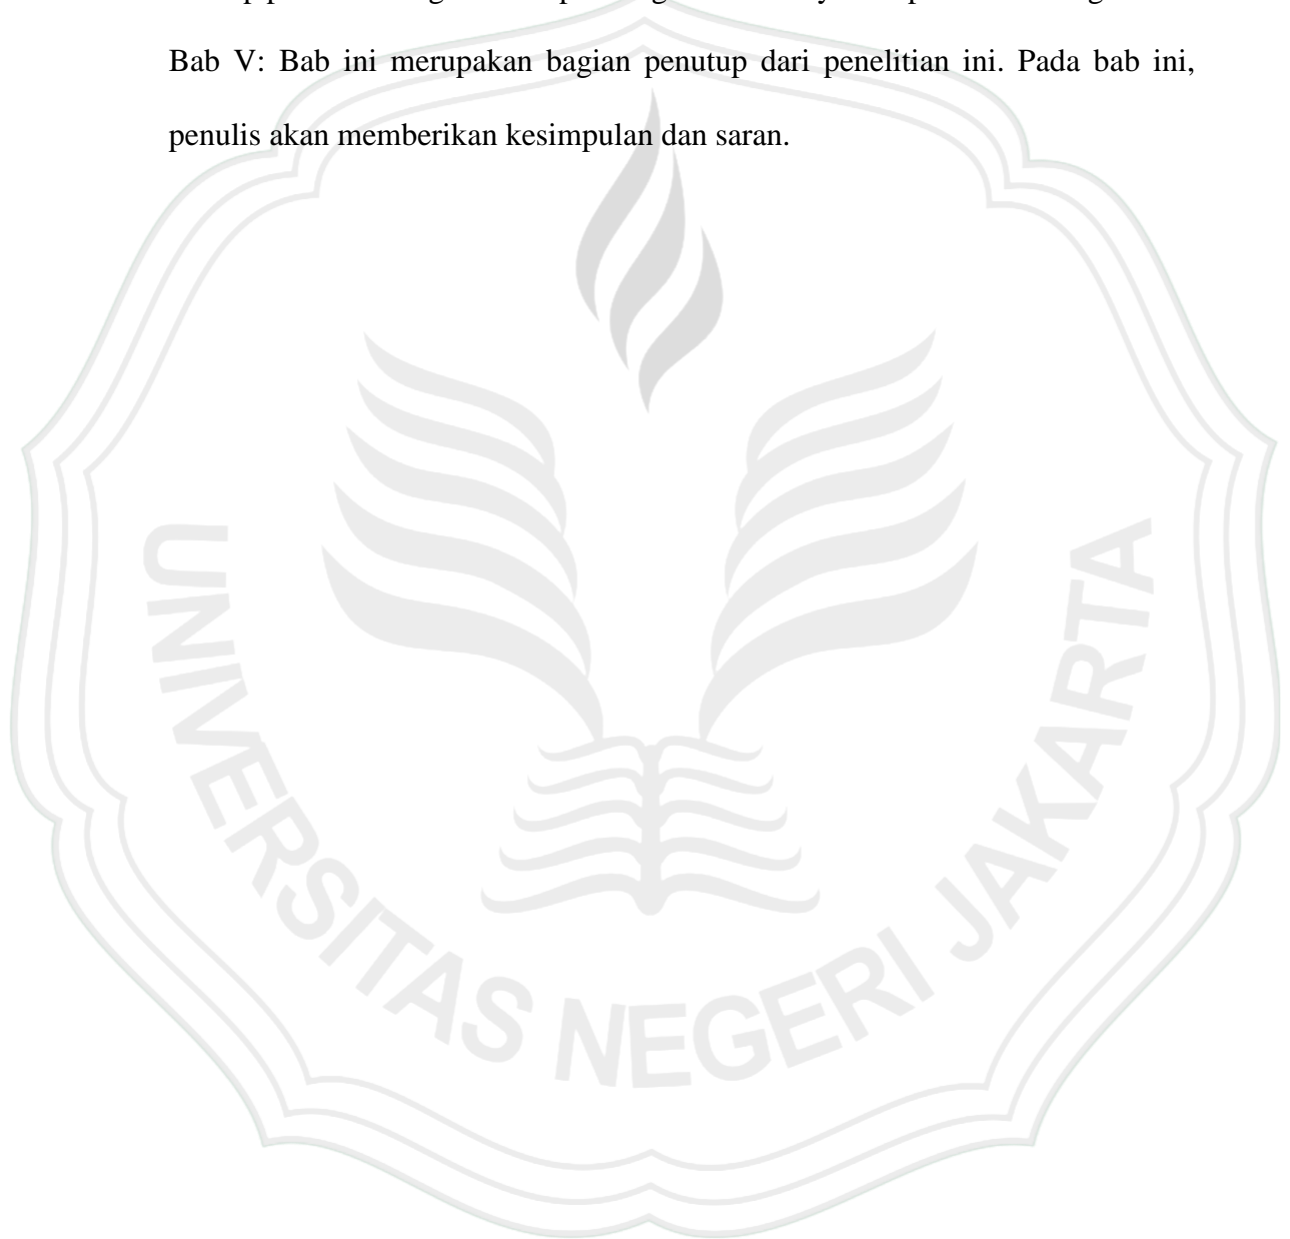 Bab V: Bab ini merupakan bagian penutup dari penelitian ini. Pada bab ini,
penulis akan memberikan kesimpulan dan saran.
UNIVERSITAS NEGERI JAKARTA